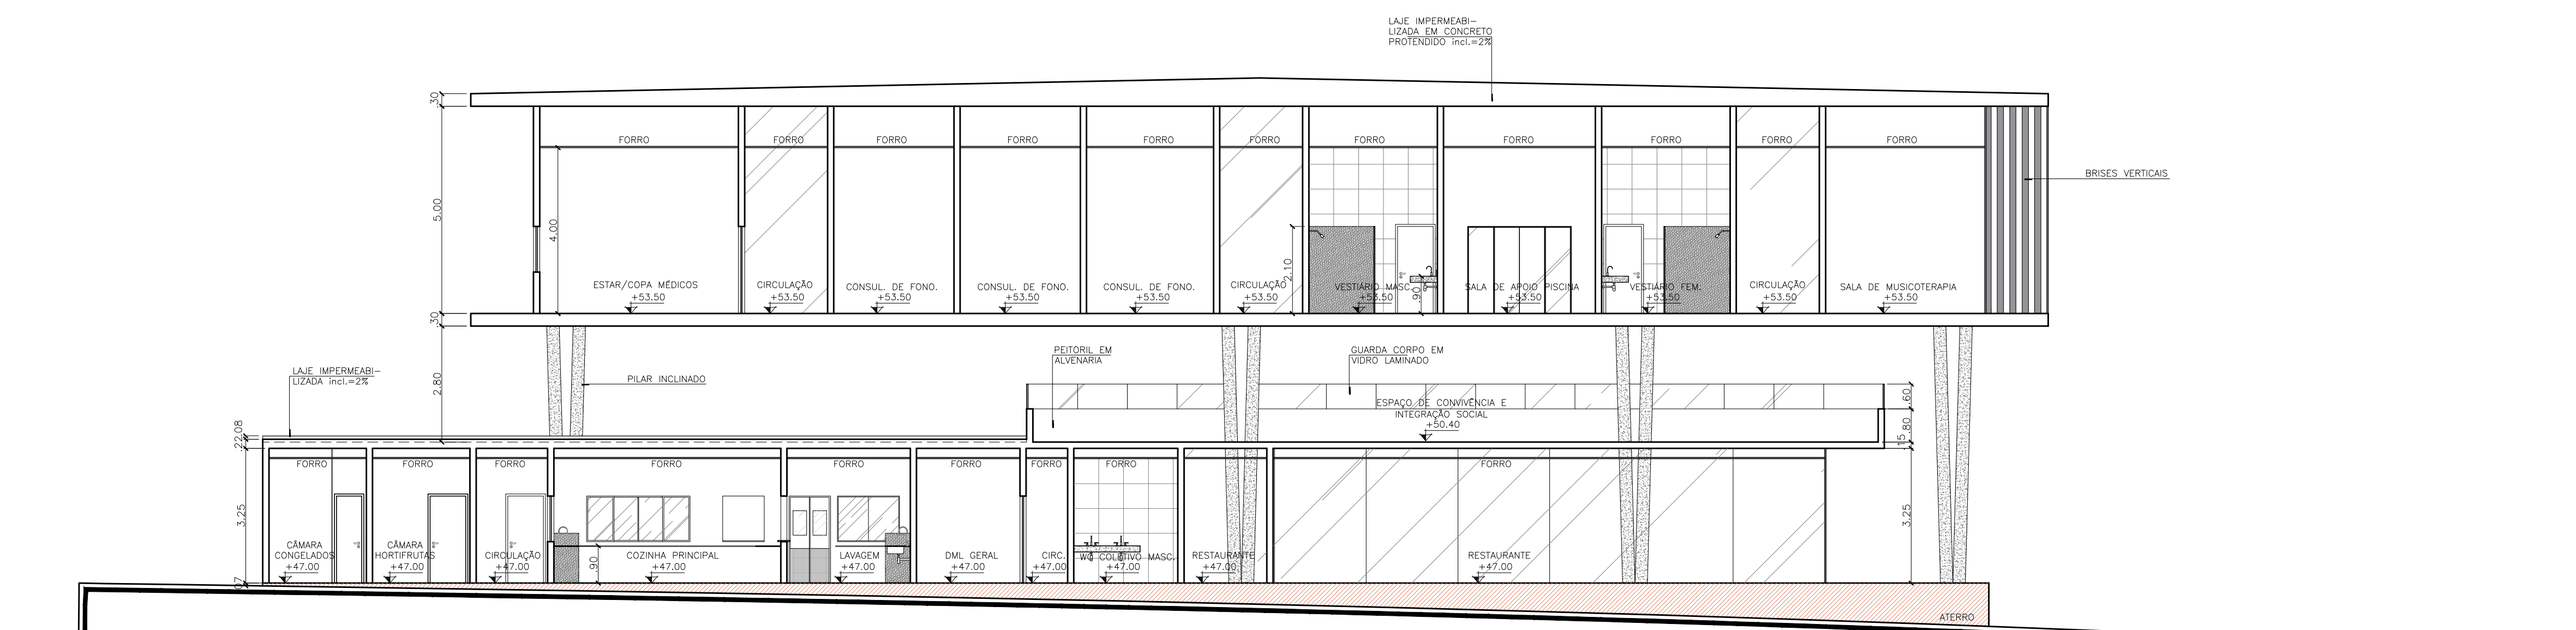 LAJE IMPERMEABI-
LIZADA EM CONCRETO
PROTENDIDO incl.=2%
.30
5.00
.30
2.80
4.00
2.10
.90
FORRO
FORRO
FORRO
FORRO
FORRO
FORRO
FORRO
FORRO
FORRO
FORRO
FORRO
BRISES VERTICAIS
ESTAR/COPA MÉDICOS
+53.50
CIRCULAÇÃO
+53.50
CONSUL. DE FONO.
+53.50
CONSUL. DE FONO.
+53.50
CONSUL. DE FONO.
+53.50
CIRCULAÇÃO
+53.50
VESTIÁRIO MASC.
+53.50
SALA DE APOIO PISCINA
+53.50
VESTIÁRIO FEM.
+53.50
CIRCULAÇÃO
+53.50
SALA DE MUSICOTERAPIA
+53.50
LAJE IMPERMEABI-
LIZADA incl.=2%
PILAR INCLINADO
PEITORIL EM
ALVENARIA
GUARDA CORPO EM
VIDRO LAMINADO
ESPAÇO DE CONVIVÊNCIA E
INTEGRAÇÃO SOCIAL
+50.40
.60
.80
.15
3.25
.08
.22
3.25
.07
FORRO
FORRO
FORRO
FORRO
FORRO
FORRO
FORRO
FORRO
FORRO
CÂMARA
CONGELADOS
+47.00
CÂMARA
HORTIFRUTAS
+47.00
CIRCULAÇÃO
+47.00
.90
COZINHA PRINCIPAL
+47.00
LAVAGEM
+47.00
DML GERAL
+47.00
CIRC.
+47.00
WC COLETIVO MASC.
+47.00
RESTAURANTE
+47.00
RESTAURANTE
+47.00
ATERRO